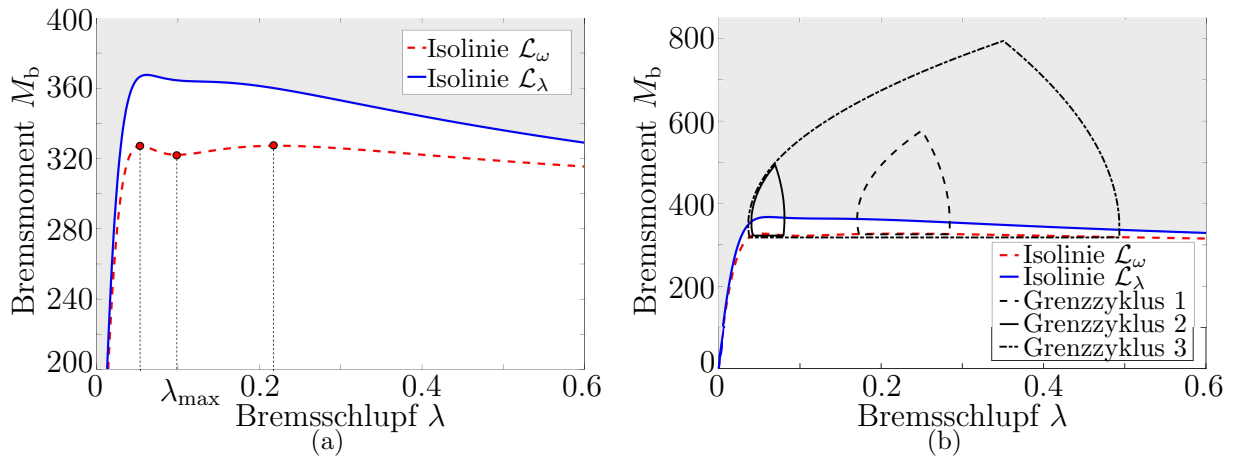 400
360
320
280
240
200
Bremsmoment M_b
Isolinie ℒ_ω
Isolinie ℒ_λ
0
λ_max
0.2
0.4
0.6
Bremsschlupf λ
(a)
800
600
400
200
0
Bremsmoment M_b
Isolinie ℒ_ω
Isolinie ℒ_λ
Grenzzyklus 1
Grenzzyklus 2
Grenzzyklus 3
0
0.2
0.4
0.6
Bremsschlupf λ
(b)